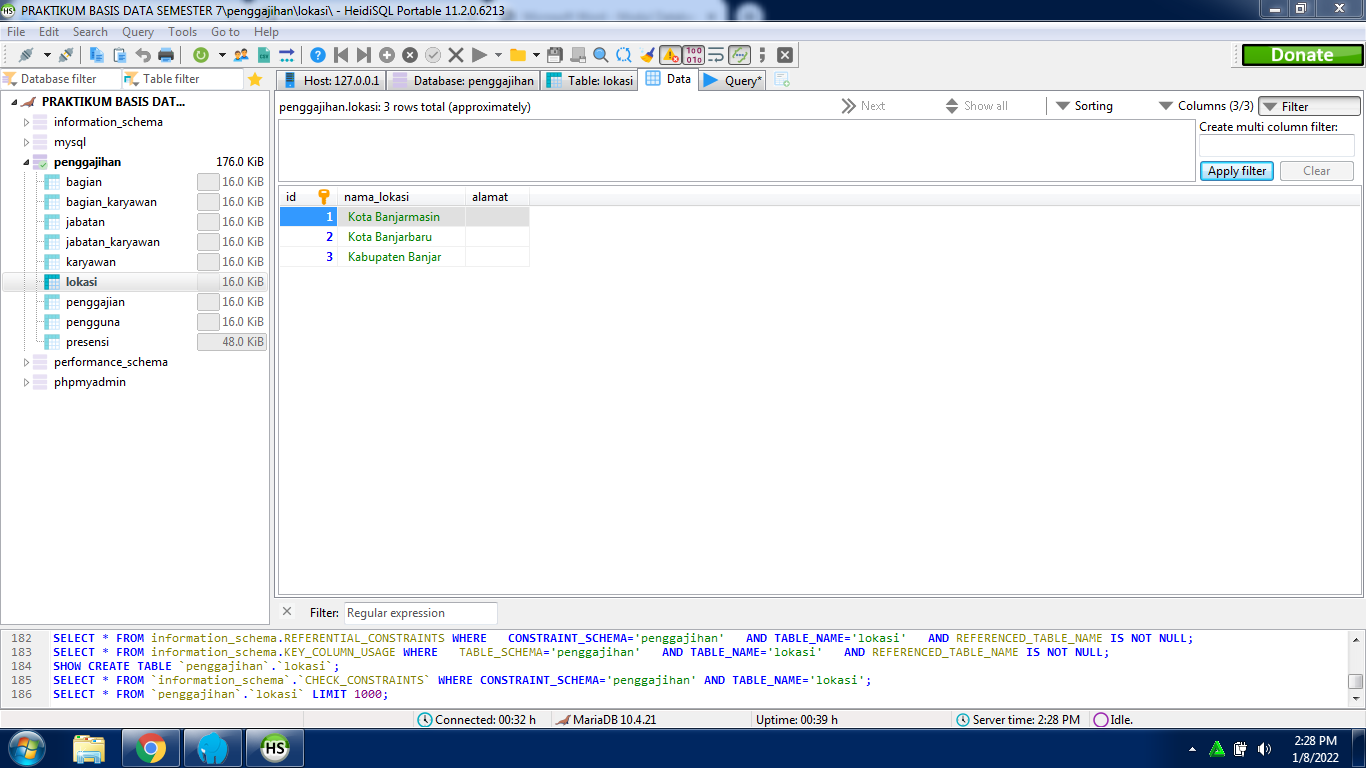 PRAKTIKUM BASIS DATA SEMESTER 7\penggajihan\lokasi\ - HeidiSQL Portable 11.2.0.6213
File Edit Search Query Tools Go to Help
Donate
Database filter Table filter
Host: 127.0.0.1 Database: penggajihan Table: lokasi Data Query*
PRAKTIKUM BASIS DAT...
information_schema
mysql
penggajihan 176.0 KiB
bagian 16.0 KiB
bagian_karyawan 16.0 KiB
jabatan 16.0 KiB
jabatan_karyawan 16.0 KiB
karyawan 16.0 KiB
lokasi 16.0 KiB
penggajian 16.0 KiB
pengguna 16.0 KiB
presensi 48.0 KiB
performance_schema
phpmyadmin
penggajihan.lokasi: 3 rows total (approximately) Next Show all Sorting Columns (3/3) Filter
Create multi column filter:
Apply filter Clear
id nama_lokasi alamat
1 Kota Banjarmasin
2 Kota Banjarbaru
3 Kabupaten Banjar
Filter: Regular expression
182 SELECT * FROM information_schema.REFERENTIAL_CONSTRAINTS WHERE CONSTRAINT_SCHEMA='penggajihan' AND TABLE_NAME='lokasi' AND REFERENCED_TABLE_NAME IS NOT NULL;
183 SELECT * FROM information_schema.KEY_COLUMN_USAGE WHERE TABLE_SCHEMA='penggajihan' AND TABLE_NAME='lokasi' AND REFERENCED_TABLE_NAME IS NOT NULL;
184 SHOW CREATE TABLE `penggajihan`.`lokasi`;
185 SELECT * FROM `information_schema`.`CHECK_CONSTRAINTS` WHERE CONSTRAINT_SCHEMA='penggajihan' AND TABLE_NAME='lokasi';
186 SELECT * FROM `penggajihan`.`lokasi` LIMIT 1000;
Connected: 00:32 h MariaDB 10.4.21 Uptime: 00:39 h Server time: 2:28 PM Idle.
HS
2:28 PM
1/8/2022